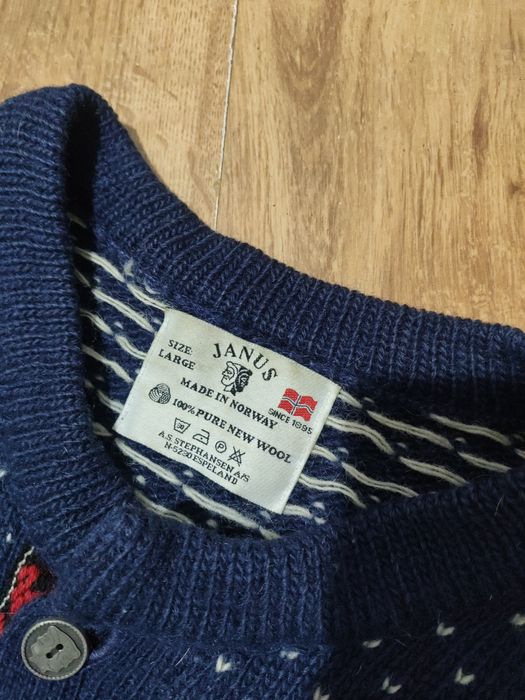 SIZE: LARGE
JANUS
MADE IN NORWAY
SINCE 1895
100% PURE NEW WOOL
A.S. STEPHANSEN A/S
N-5230.ESPELAND